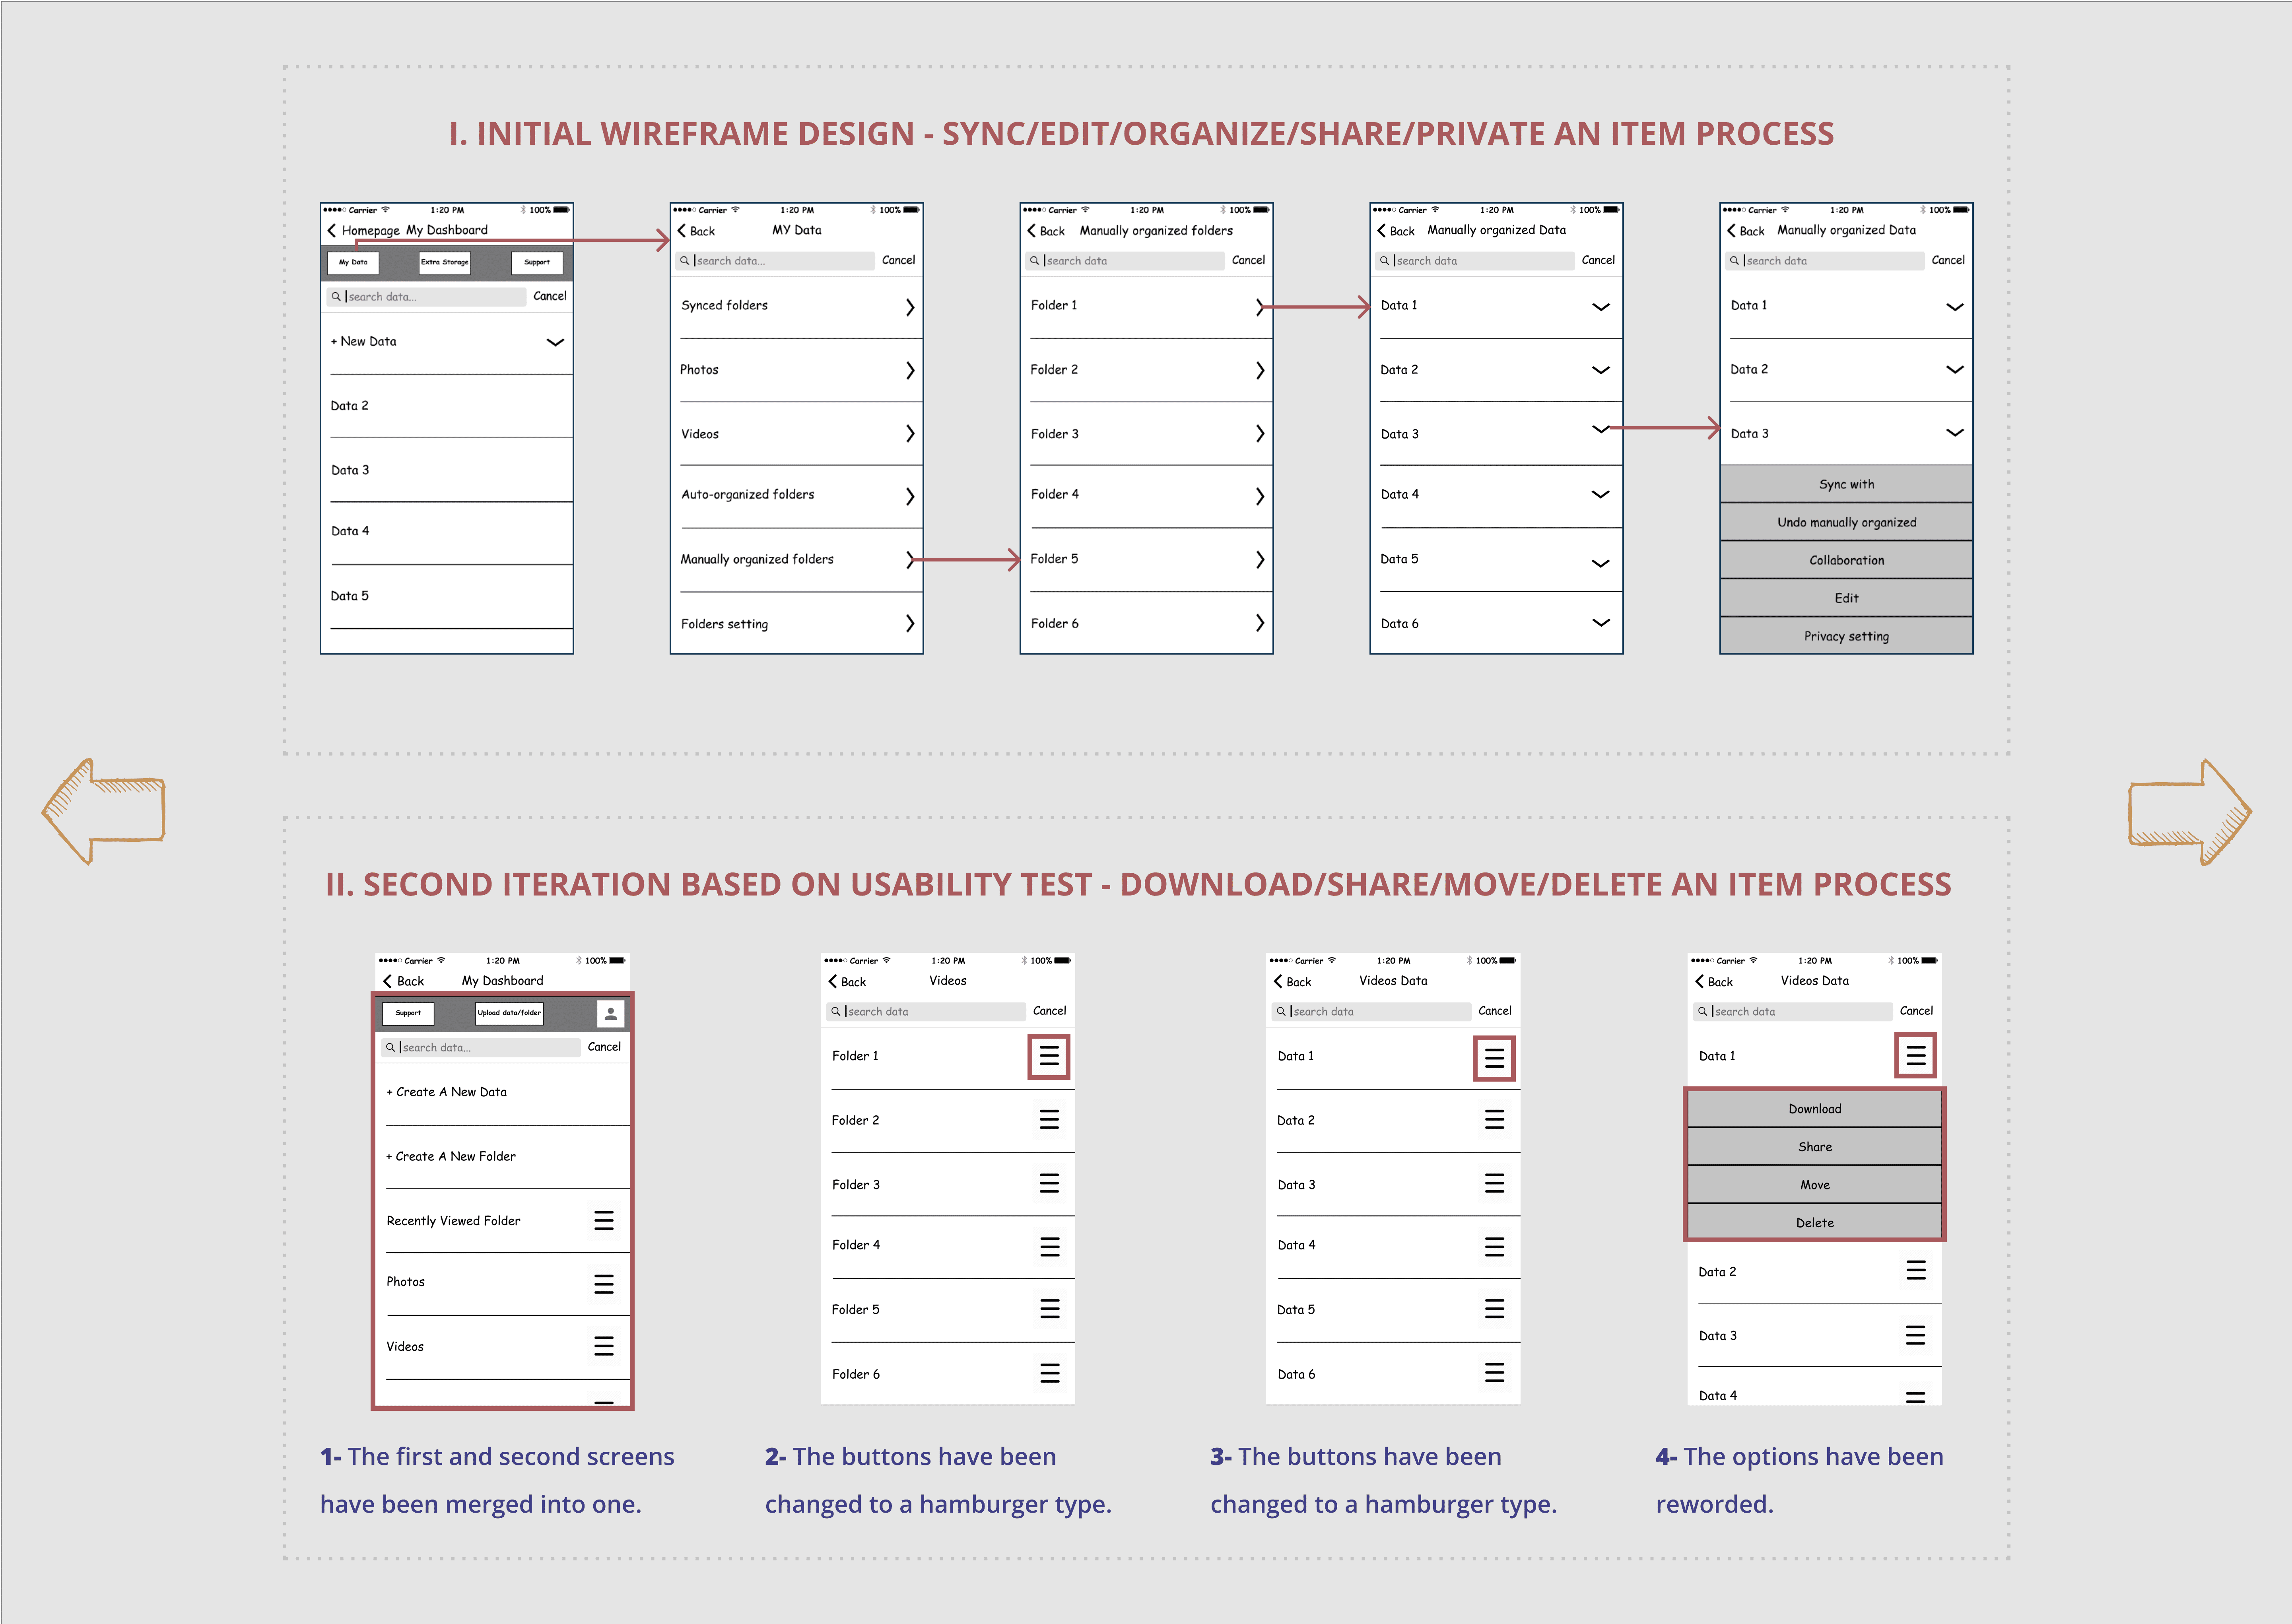 I. INITIAL WIREFRAME DESIGN - SYNC/EDIT/ORGANIZE/SHARE/PRIVATE AN ITEM PROCESS
Carrier 1:20 PM 100%
Homepage My Dashboard
My Data Extra Storage Support
search data... Cancel
+ New Data
Data 2
Data 3
Data 4
Data 5
Carrier 1:20 PM 100%
Back MY Data
search data... Cancel
Synced folders
Photos
Videos
Auto-organized folders
Manually organized folders
Folders setting
Carrier 1:20 PM 100%
Back Manually organized folders
search data Cancel
Folder 1
Folder 2
Folder 3
Folder 4
Folder 5
Folder 6
Carrier 1:20 PM 100%
Back Manually organized Data
search data Cancel
Data 1
Data 2
Data 3
Data 4
Data 5
Data 6
Carrier 1:20 PM 100%
Back Manually organized Data
search data Cancel
Data 1
Data 2
Data 3
Sync with
Undo manually organized
Collaboration
Edit
Privacy setting
II. SECOND ITERATION BASED ON USABILITY TEST - DOWNLOAD/SHARE/MOVE/DELETE AN ITEM PROCESS
Carrier 1:20 PM 100%
Back My Dashboard
Support Upload data/folder
search data... Cancel
+ Create A New Data
+ Create A New Folder
Recently Viewed Folder
Photos
Videos
1- The first and second screens
have been merged into one.
Carrier 1:20 PM 100%
Back Videos
search data Cancel
Folder 1
Folder 2
Folder 3
Folder 4
Folder 5
Folder 6
2- The buttons have been
changed to a hamburger type.
Carrier 1:20 PM 100%
Back Videos Data
search data Cancel
Data 1
Data 2
Data 3
Data 4
Data 5
Data 6
3- The buttons have been
changed to a hamburger type.
Carrier 1:20 PM 100%
Back Videos Data
search data Cancel
Data 1
Download
Share
Move
Delete
Data 2
Data 3
Data 4
4- The options have been
reworded.